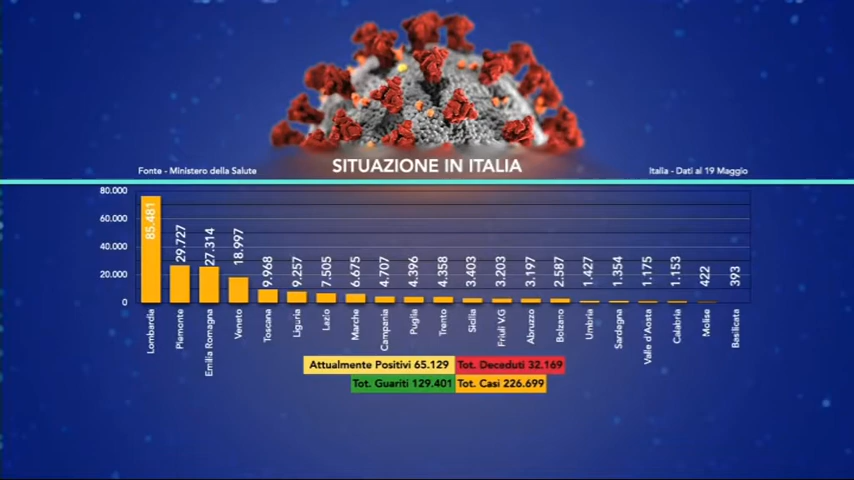 Fonte - Ministero della Salute
SITUAZIONE IN ITALIA
Italia - Dati al 19 Maggio
80.000
60.000
40.000
20.000
0
85.481
29.727
27.314
18.997
9.968
9.257
7.505
6.675
4.707
4.396
4.358
3.403
3.203
3.197
2.587
1.427
1.354
1.175
1.153
422
393
Lombardia
Piemonte
Emilia Romagna
Veneto
Toscana
Liguria
Lazio
Marche
Campania
Puglia
Trento
Sicilia
Friuli V.G
Abruzzo
Bolzano
Umbria
Sardegna
Valle d'Aosta
Calabria
Molise
Basilicata
Attualmente Positivi 65.129
Tot. Deceduti 32.169
Tot. Guariti 129.401
Tot. Casi 226.699